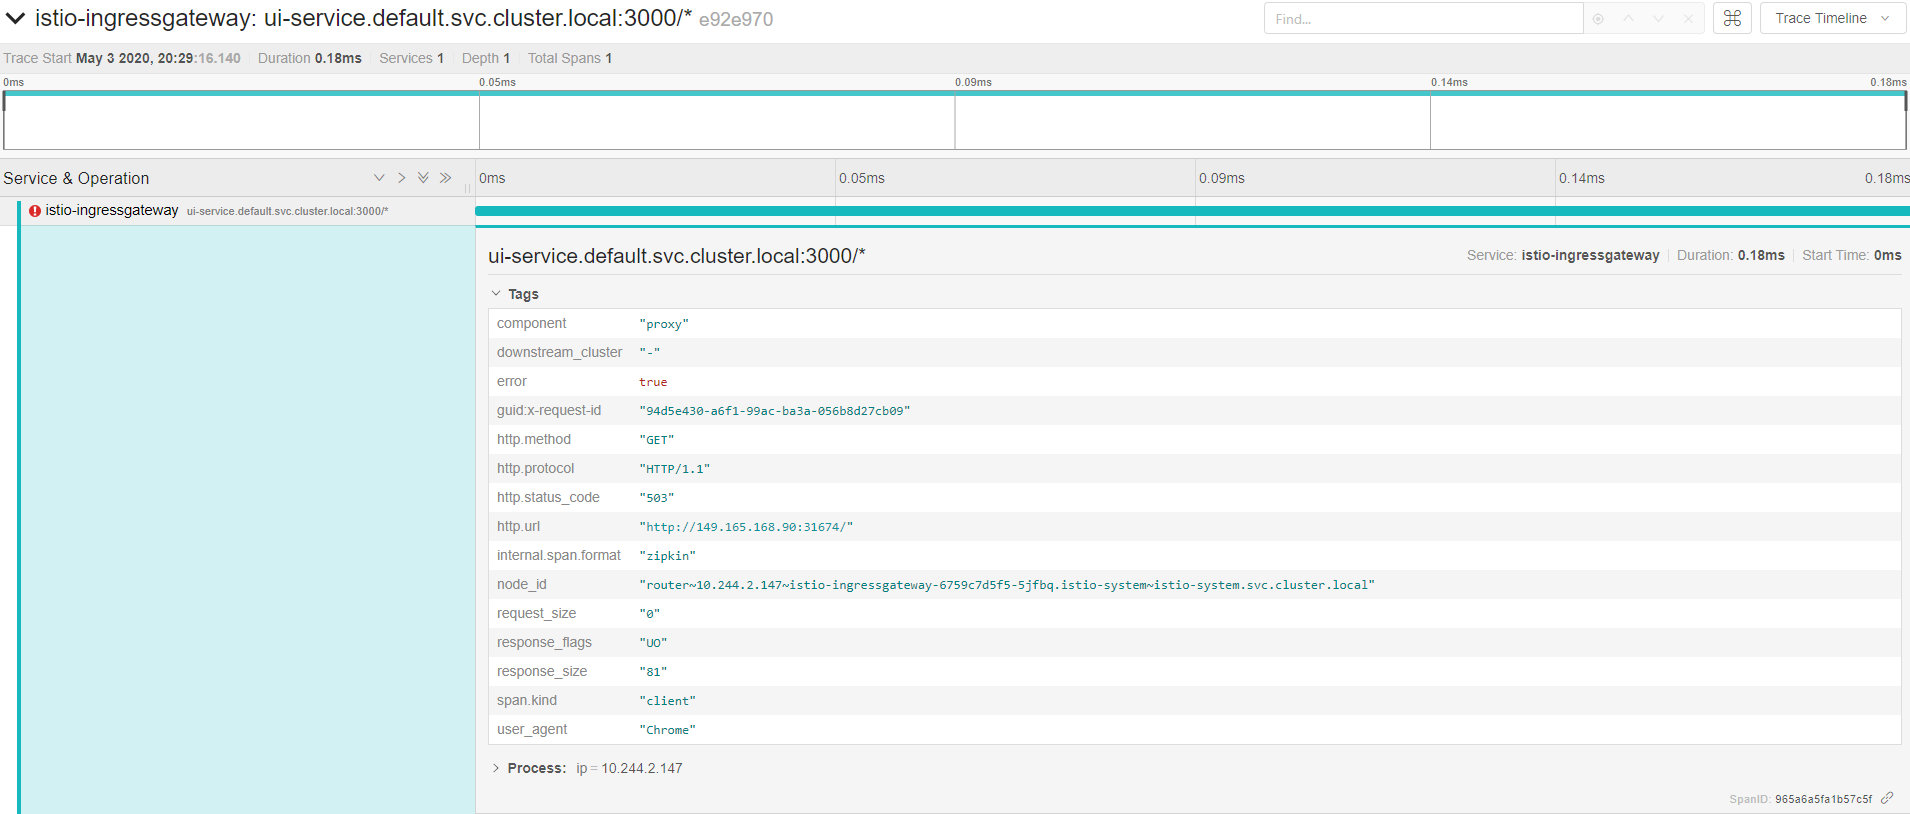 istio-ingressgateway: ui-service.default.svc.cluster.local:3000/* e92e970
Find...
⌘
Trace Timeline
Trace Start May 3 2020, 20:29:16.140 Duration 0.18ms Services 1 Depth 1 Total Spans 1
0ms 0.05ms 0.09ms 0.14ms 0.18ms
Service & Operation 0ms 0.05ms 0.09ms 0.14ms 0.18ms
istio-ingressgateway ui-service.default.svc.cluster.local:3000/*
ui-service.default.svc.cluster.local:3000/* Service: istio-ingressgateway Duration: 0.18ms Start Time: 0ms
Tags
component "proxy"
downstream_cluster "-"
error true
guid:x-request-id "94d5e430-a6f1-99ac-ba3a-056b8d27cb09"
http.method "GET"
http.protocol "HTTP/1.1"
http.status_code "503"
http.url "http://149.165.168.90:31674/"
internal.span.format "zipkin"
node_id "router~10.244.2.147~istio-ingressgateway-6759c7d5f5-5jfbq.istio-system~istio-system.svc.cluster.local"
request_size "0"
response_flags "UO"
response_size "81"
span.kind "client"
user_agent "Chrome"
Process: ip = 10.244.2.147
SpanID: 965a6a5fa1b57c5f